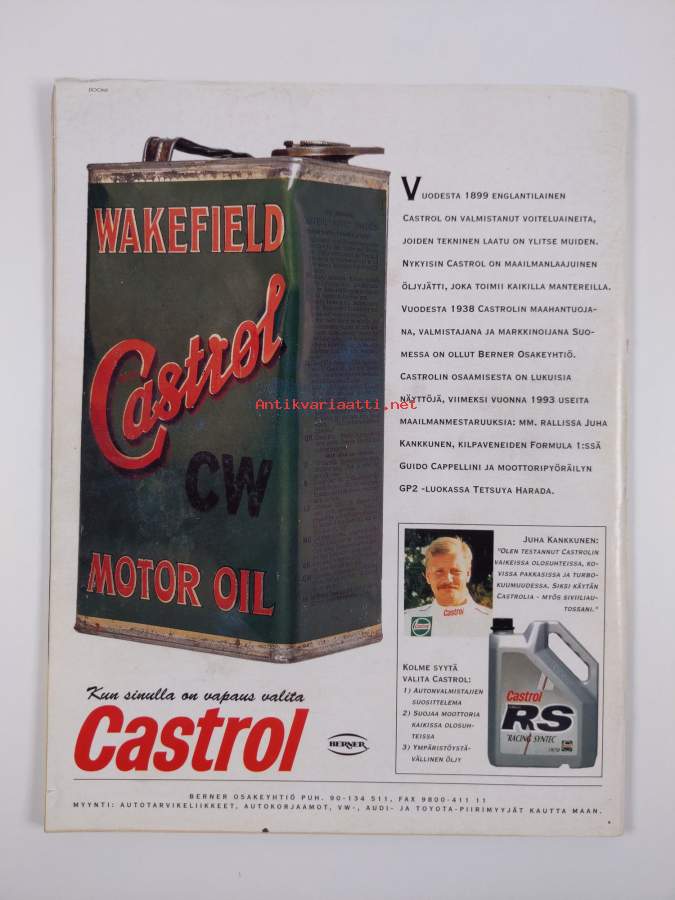 WAKEFIELD
Castrol
CW
MOTOR OIL
Antikvariaatti.net
VUODESTA 1899 ENGLANTILAINEN
CASTROL ON VALMISTANUT VOITELUAINEITA,
JOIDEN TEKNINEN LAATU ON YLITSE MUIDEN.
NYKYISIN CASTROL ON MAAILMANLAAJUINEN
ÖLJYJÄTTI, JOKA TOIMII KAIKILLA MANTEREILLA.
VUODESTA 1938 CASTROLIN MAAHANTUOJA-
NA, VALMISTAJANA JA MARKKINOIJANA SUO-
MESSA ON OLLUT BERNER OSAKEYHTIÖ.
CASTROLIN OSAAMISESTA ON LUKUISIA
NÄYTTÖJÄ, VIIMEKSI VUONNA 1993 USEITA
MAAILMANMESTARUUKSIA: MM. RALLISSA JUHA
KANKKUNEN, KILPAVENEIDEN FORMULA 1:SSÄ
GUIDO CAPPELLINI JA MOOTTORIPYÖRÄILYN
GP2 -LUOKASSA TETSUYA HARADA.
JUHA KANKKUNEN:
"OLEN TESTANNUT CASTROLIN
VAIKEISSA OLOSUHTEISSA, KO-
VISSA PAKKASISSA JA TURBO-
KUUMUUDESSA. SIKSI KÄYTÄN
CASTROLIA - MYÖS SIVIILIAU-
TOSSANI."
Castrol
Castrol
KOLME SYYTÄ
VALITA CASTROL:
1) AUTONVALMISTAJIEN
SUOSITTELEMA
2) SUOJAA MOOTTORIA
KAIKISSA OLOSUH-
TEISSA
3) YMPÄRISTÖYSTÄ-
VÄLLINEN ÖLJY
Castrol
RS
RACING SYNTEC
Kun sinulla on vapaus valita
Castrol
BERNER
BERNER OSAKEYHTIÖ PUH. 90-134 511, FAX 9800-411 11
MYYNTI: AUTOTARVIKELIIKKEET, AUTOKORJAAMOT, VW-, AUDI- JA TOYOTA-PIIRIMYYJÄT KAUTTA MAAN.